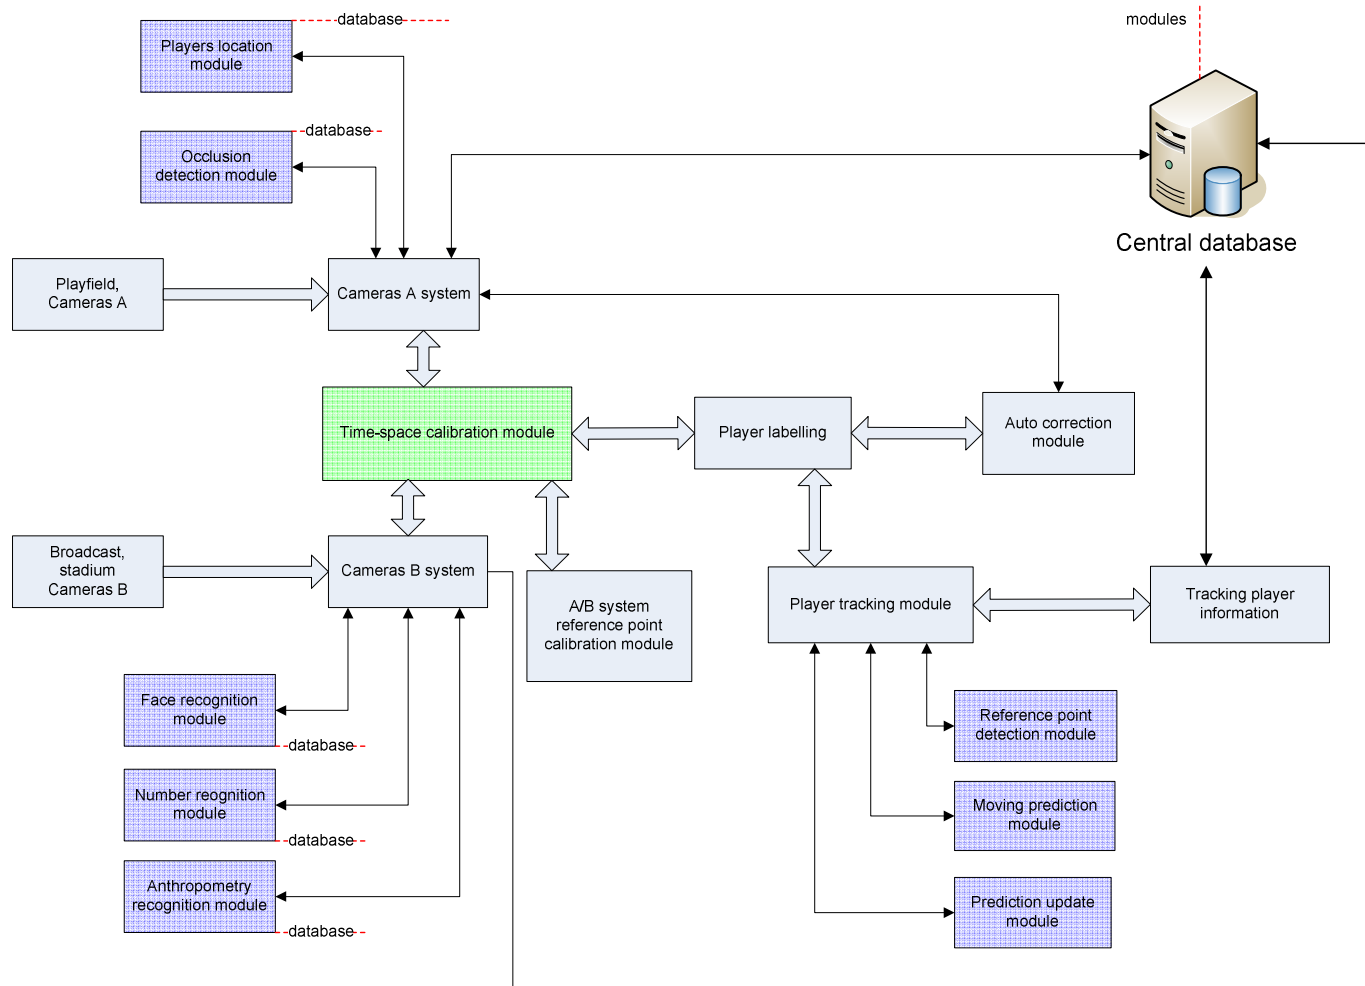 database
modules
Players location
module
database
Occlusion
detection module
Central database
Playfield,
Cameras A
Cameras A system
Time-space calibration module
Player labelling
Auto correction
module
Broadcast,
stadium
Cameras B
Cameras B system
A/B system
reference point
calibration module
Player tracking module
Tracking player
information
Face recognition
module
database
Reference point
detection module
Number reognition
module
database
Moving prediction
module
Anthropometry
recognition module
database
Prediction update
module